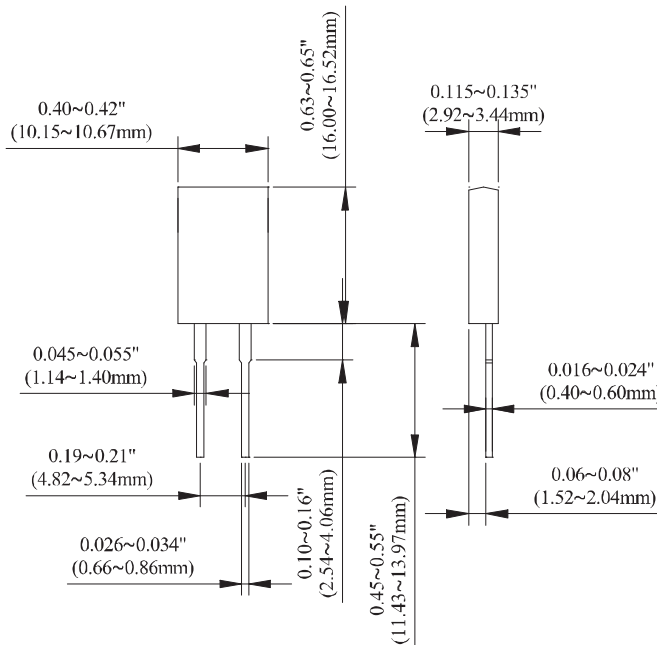 0.40~0.42"
(10.15~10.67mm)
0.63~0.65"
(16.00~16.52mm)
0.115~0.135"
(2.92~3.44mm)
0.045~0.055"
(1.14~1.40mm)
0.016~0.024"
(0.40~0.60mm)
0.19~0.21"
(4.82~5.34mm)
0.10~0.16"
(2.54~4.06mm)
0.45~0.55"
(11.43~13.97mm)
0.06~0.08"
(1.52~2.04mm)
0.026~0.034"
(0.66~0.86mm)